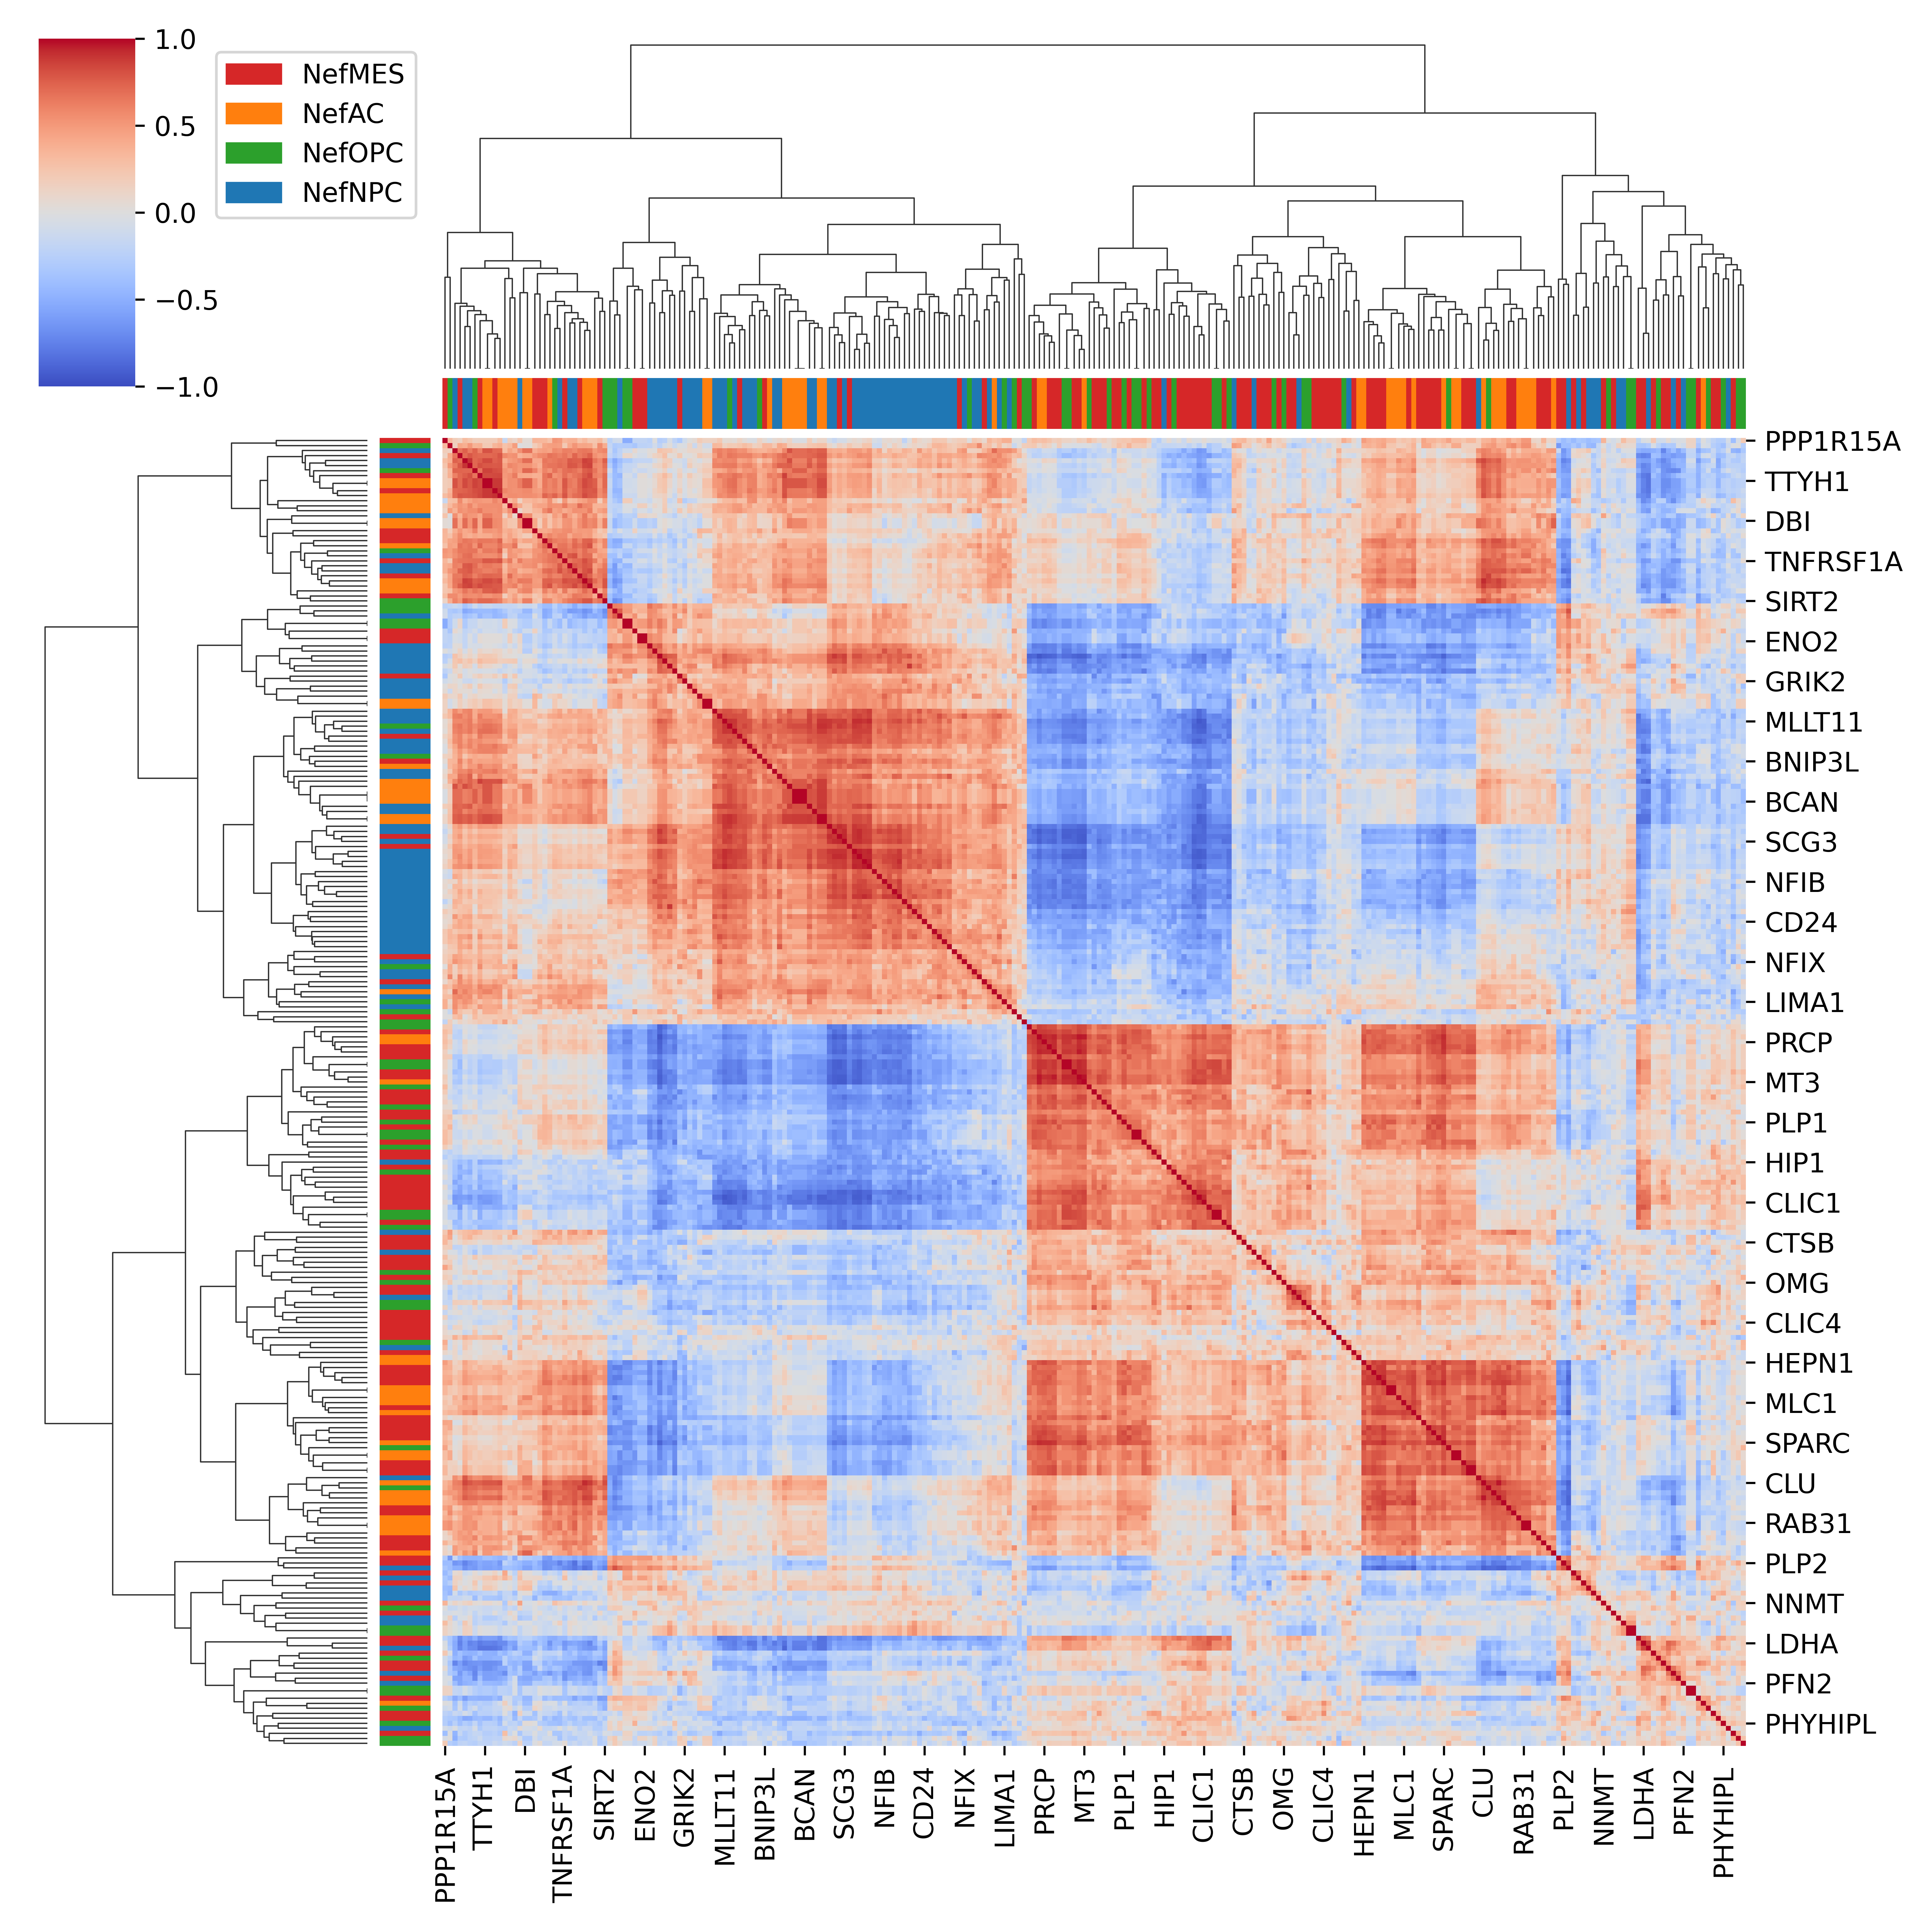 1.0
0.5
0.0
−0.5
−1.0
NefMES
NefAC
NefOPC
NefNPC
PPP1R15A
TTYH1
DBI
TNFRSF1A
SIRT2
ENO2
GRIK2
MLLT11
BNIP3L
BCAN
SCG3
NFIB
CD24
NFIX
LIMA1
PRCP
MT3
PLP1
HIP1
CLIC1
CTSB
OMG
CLIC4
HEPN1
MLC1
SPARC
CLU
RAB31
PLP2
NNMT
LDHA
PFN2
PHYHIPL
PPP1R15A
TTYH1
DBI
TNFRSF1A
SIRT2
ENO2
GRIK2
MLLT11
BNIP3L
BCAN
SCG3
NFIB
CD24
NFIX
LIMA1
PRCP
MT3
PLP1
HIP1
CLIC1
CTSB
OMG
CLIC4
HEPN1
MLC1
SPARC
CLU
RAB31
PLP2
NNMT
LDHA
PFN2
PHYHIPL